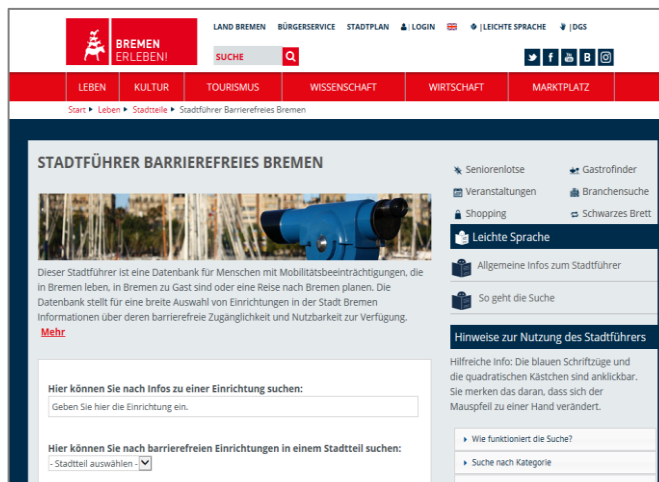 LAND BREMEN BÜRGERSERVICE STADTPLAN |LOGIN |LEICHTE SPRACHE |DGS
BREMEN
ERLEBEN!
SUCHE
LEBEN KULTUR TOURISMUS WISSENSCHAFT WIRTSCHAFT MARKTPLATZ
Start Leben Stadtteile Stadtführer Barrierefreies Bremen
STADTFÜHRER BARRIEREFREIES BREMEN
Dieser Stadtführer ist eine Datenbank für Menschen mit Mobilitätsbeeinträchtigungen, die
in Bremen leben, in Bremen zu Gast sind oder eine Reise nach Bremen planen. Die
Datenbank stellt für eine breite Auswahl von Einrichtungen in der Stadt Bremen
Informationen über deren barrierefreie Zugänglichkeit und Nutzbarkeit zur Verfügung.
Mehr
Hier können Sie nach Infos zu einer Einrichtung suchen:
Geben Sie hier die Einrichtung ein.
Hier können Sie nach barrierefreien Einrichtungen in einem Stadtteil suchen:
- Stadtteil auswählen -
Seniorenlotse Gastrofinder
Veranstaltungen Branchensuche
Shopping Schwarzes Brett
Leichte Sprache
Allgemeine Infos zum Stadtführer
So geht die Suche
Hinweise zur Nutzung des Stadtführers
Hilfreiche Info: Die blauen Schriftzüge und
die quadratischen Kästchen sind anklickbar.
Sie merken das daran, dass sich der
Mauspfeil zu einer Hand verändert.
Wie funktioniert die Suche?
Suche nach Kategorie